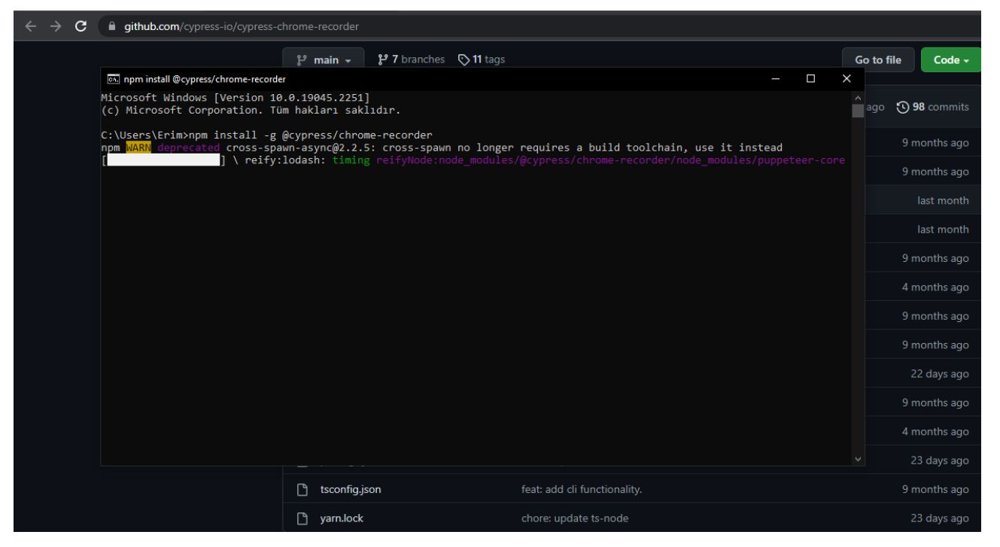 github.com/cypress-io/cypress-chrome-recorder
main 7 branches 11 tags Go to file Code
npm install @cypress/chrome-recorder
Microsoft Windows [Version 10.0.19045.2251]
(c) Microsoft Corporation. Tüm hakları saklıdır.
ago 98 commits
C:\Users\Erim>npm install -g @cypress/chrome-recorder
npm WARN deprecated cross-spawn-async@2.2.5: cross-spawn no longer requires a build toolchain, use it instead
[ ] \ reify:lodash: timing reifyNode:node_modules/@cypress/chrome-recorder/node_modules/puppeteer-core
9 months ago
9 months ago
last month
last month
9 months ago
4 months ago
9 months ago
9 months ago
22 days ago
9 months ago
4 months ago
23 days ago
tsconfig.json feat: add cli functionality. 9 months ago
yarn.lock chore: update ts-node 23 days ago